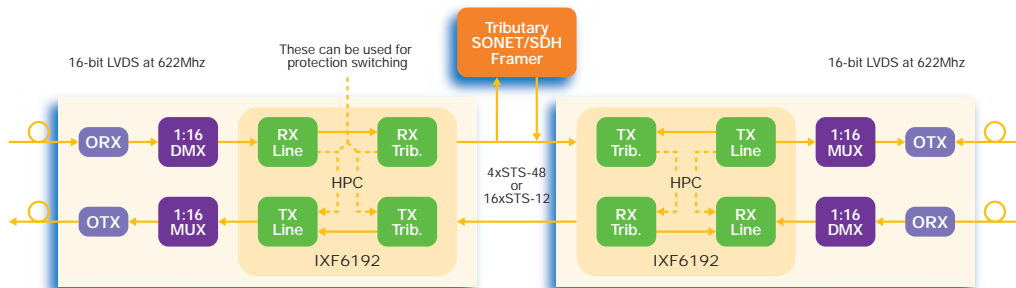 Tributary
SONET/SDH
Framer
These can be used for
protection switching
16-bit LVDS at 622Mhz
16-bit LVDS at 622Mhz
ORX
1:16
DMX
RX
Line
RX
Trib.
TX
Trib.
TX
Line
1:16
MUX
OTX
HPC
4xSTS-48
or
16xSTS-12
HPC
OTX
1:16
MUX
TX
Line
TX
Trib.
RX
Trib.
RX
Line
1:16
DMX
ORX
IXF6192
IXF6192